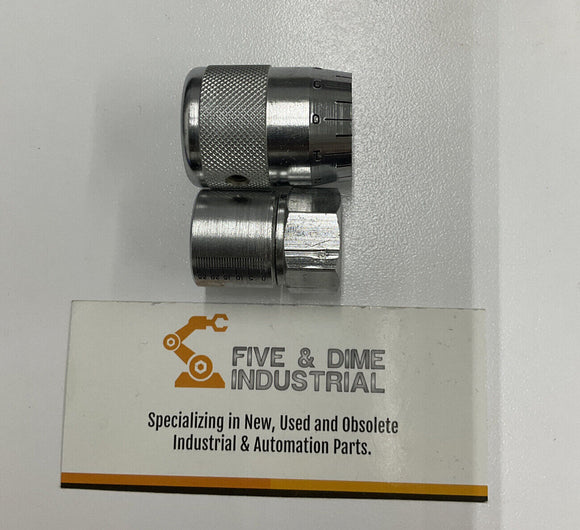 FIVE & DIME
INDUSTRIAL
Specializing in New, Used and Obsolete
Industrial & Automation Parts.